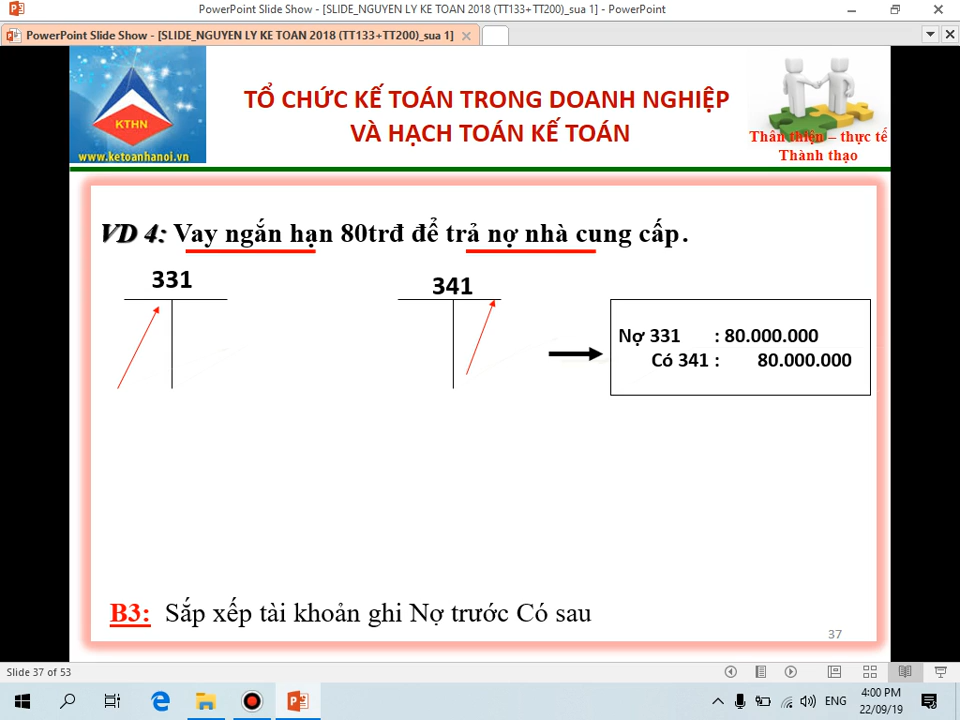 PowerPoint Slide Show - [SLIDE_NGUYEN LY KE TOAN 2018 (TT133+TT200)_sua 1] - PowerPoint
PowerPoint Slide Show - [SLIDE_NGUYEN LY KE TOAN 2018 (TT133+TT200)_sua 1]
KTHN
www.ketoanhanoi.vn
TỔ CHỨC KẾ TOÁN TRONG DOANH NGHIỆP
VÀ HẠCH TOÁN KẾ TOÁN
Thân thiện – thực tế
Thành thạo
VD 4: Vay ngắn hạn 80trđ để trả nợ nhà cung cấp.
331
341
Nợ 331 : 80.000.000
Có 341 : 80.000.000
B3: Sắp xếp tài khoản ghi Nợ trước Có sau
37
Slide 37 of 53
ENG
4:00 PM
22/09/19